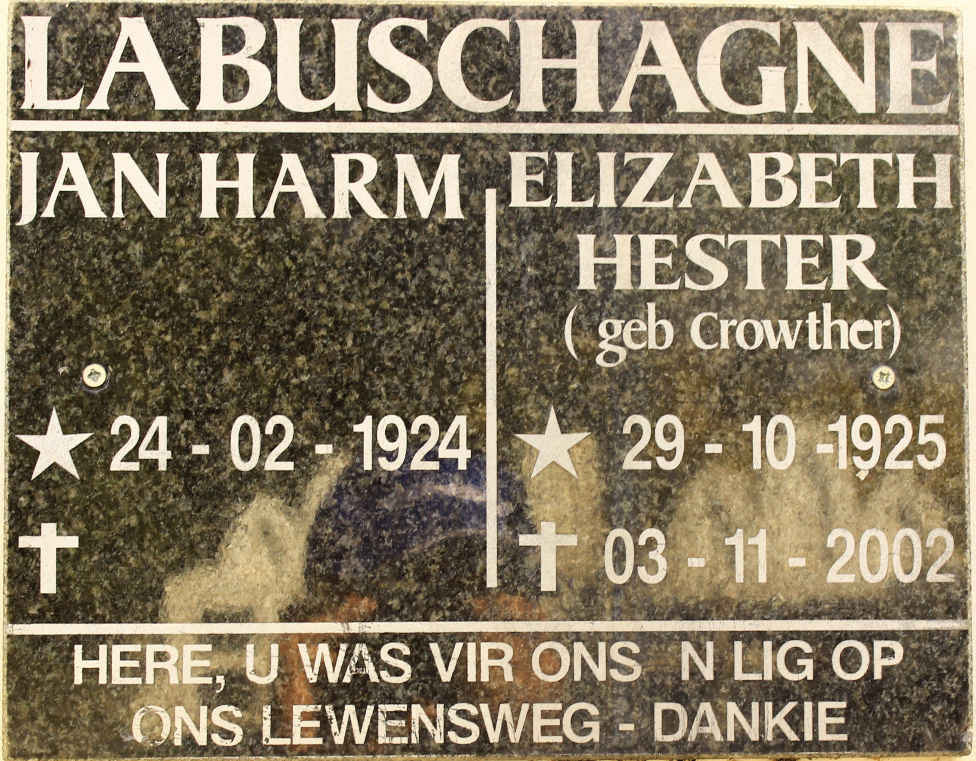 LABUSCHAGNE
JAN HARM
24 - 02 - 1924
ELIZABETH
HESTER
( geb Crowther)
29 - 10 -1925
03 - 11 - 2002
HERE, U WAS VIR ONS N LIG OP
ONS LEWENSWEG - DANKIE